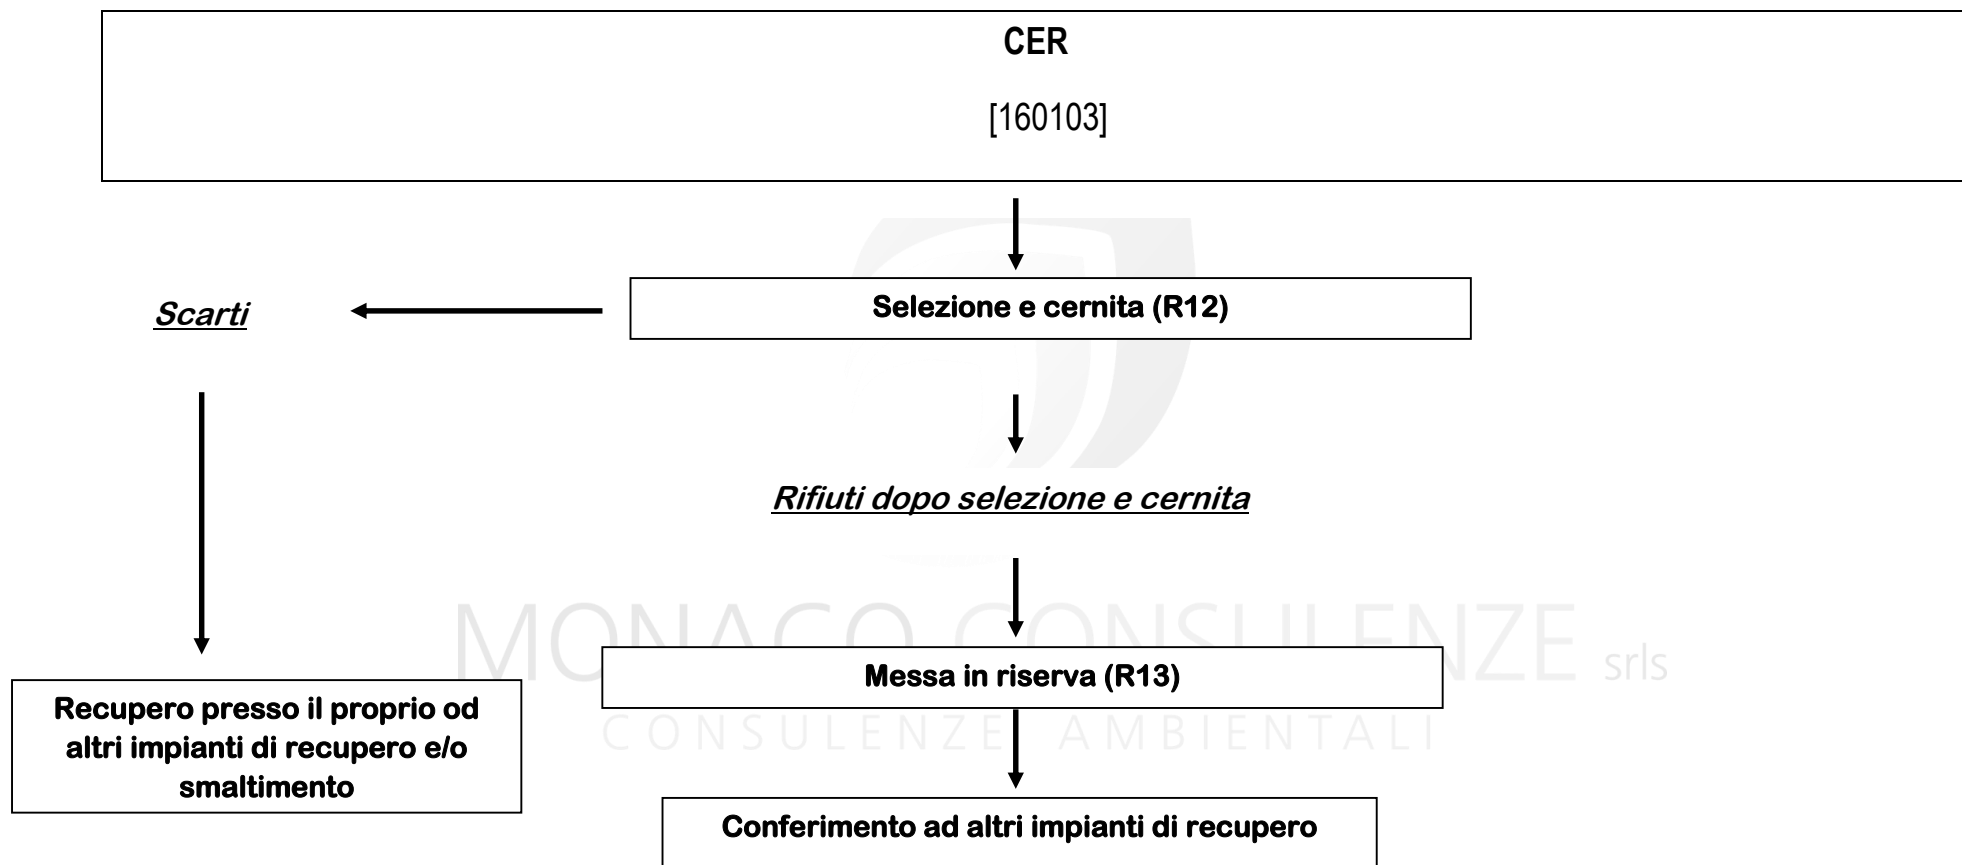 CER
[160103]
Selezione e cernita (R12)
Scarti
Rifiuti dopo selezione e cernita
MONACO CONSULENZE srls
CONSULENZE AMBIENTALI
Messa in riserva (R13)
Recupero presso il proprio od
altri impianti di recupero e/o
smaltimento
Conferimento ad altri impianti di recupero